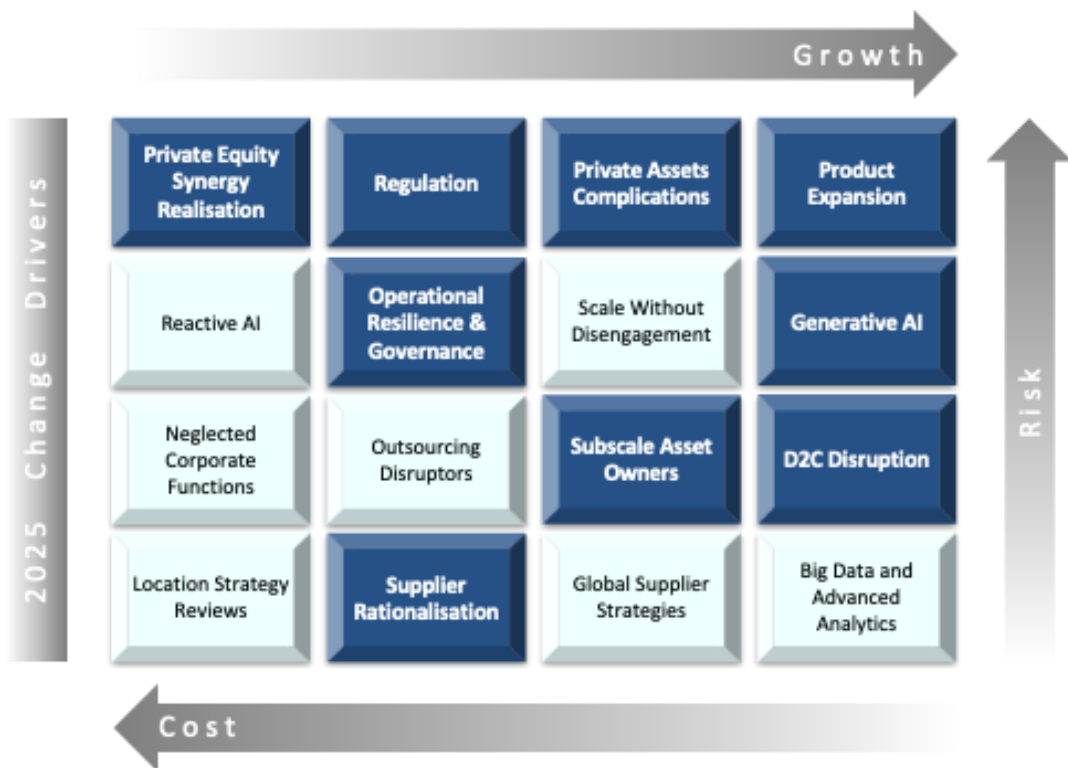 Growth
2025 Change Drivers
Private Equity
Synergy
Realisation
Regulation
Private Assets
Complications
Product
Expansion
Reactive AI
Operational
Resilience &
Governance
Scale Without
Disengagement
Generative AI
Risk
Neglected
Corporate
Functions
Outsourcing
Disruptors
Subscale Asset
Owners
D2C Disruption
Location Strategy
Reviews
Supplier
Rationalisation
Global Supplier
Strategies
Big Data and
Advanced
Analytics
Cost